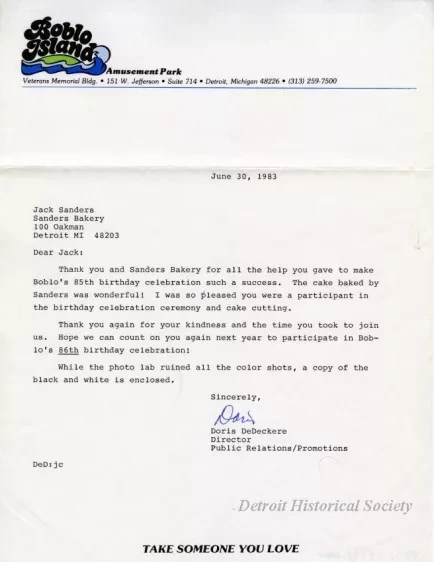 Boblo
Island
Amusement Park
Veterans Memorial Bldg. • 151 W. Jefferson • Suite 714 • Detroit, Michigan 48226 • (313) 259-7500
June 30, 1983
Jack Sanders
Sanders Bakery
100 Oakman
Detroit MI 48203
Dear Jack:
Thank you and Sanders Bakery for all the help you gave to make
Boblo's 85th birthday celebration such a success. The cake baked by
Sanders was wonderful! I was so pleased you were a participant in
the birthday celebration ceremony and cake cutting.
Thank you again for your kindness and the time you took to join
us. Hope we can count on you again next year to participate in Bob-
lo's 86th birthday celebration!
While the photo lab ruined all the color shots, a copy of the
black and white is enclosed.
Sincerely,
Doris
Doris DeDeckere
Director
Public Relations/Promotions
DeD:jc
Detroit Historical Society
TAKE SOMEONE YOU LOVE